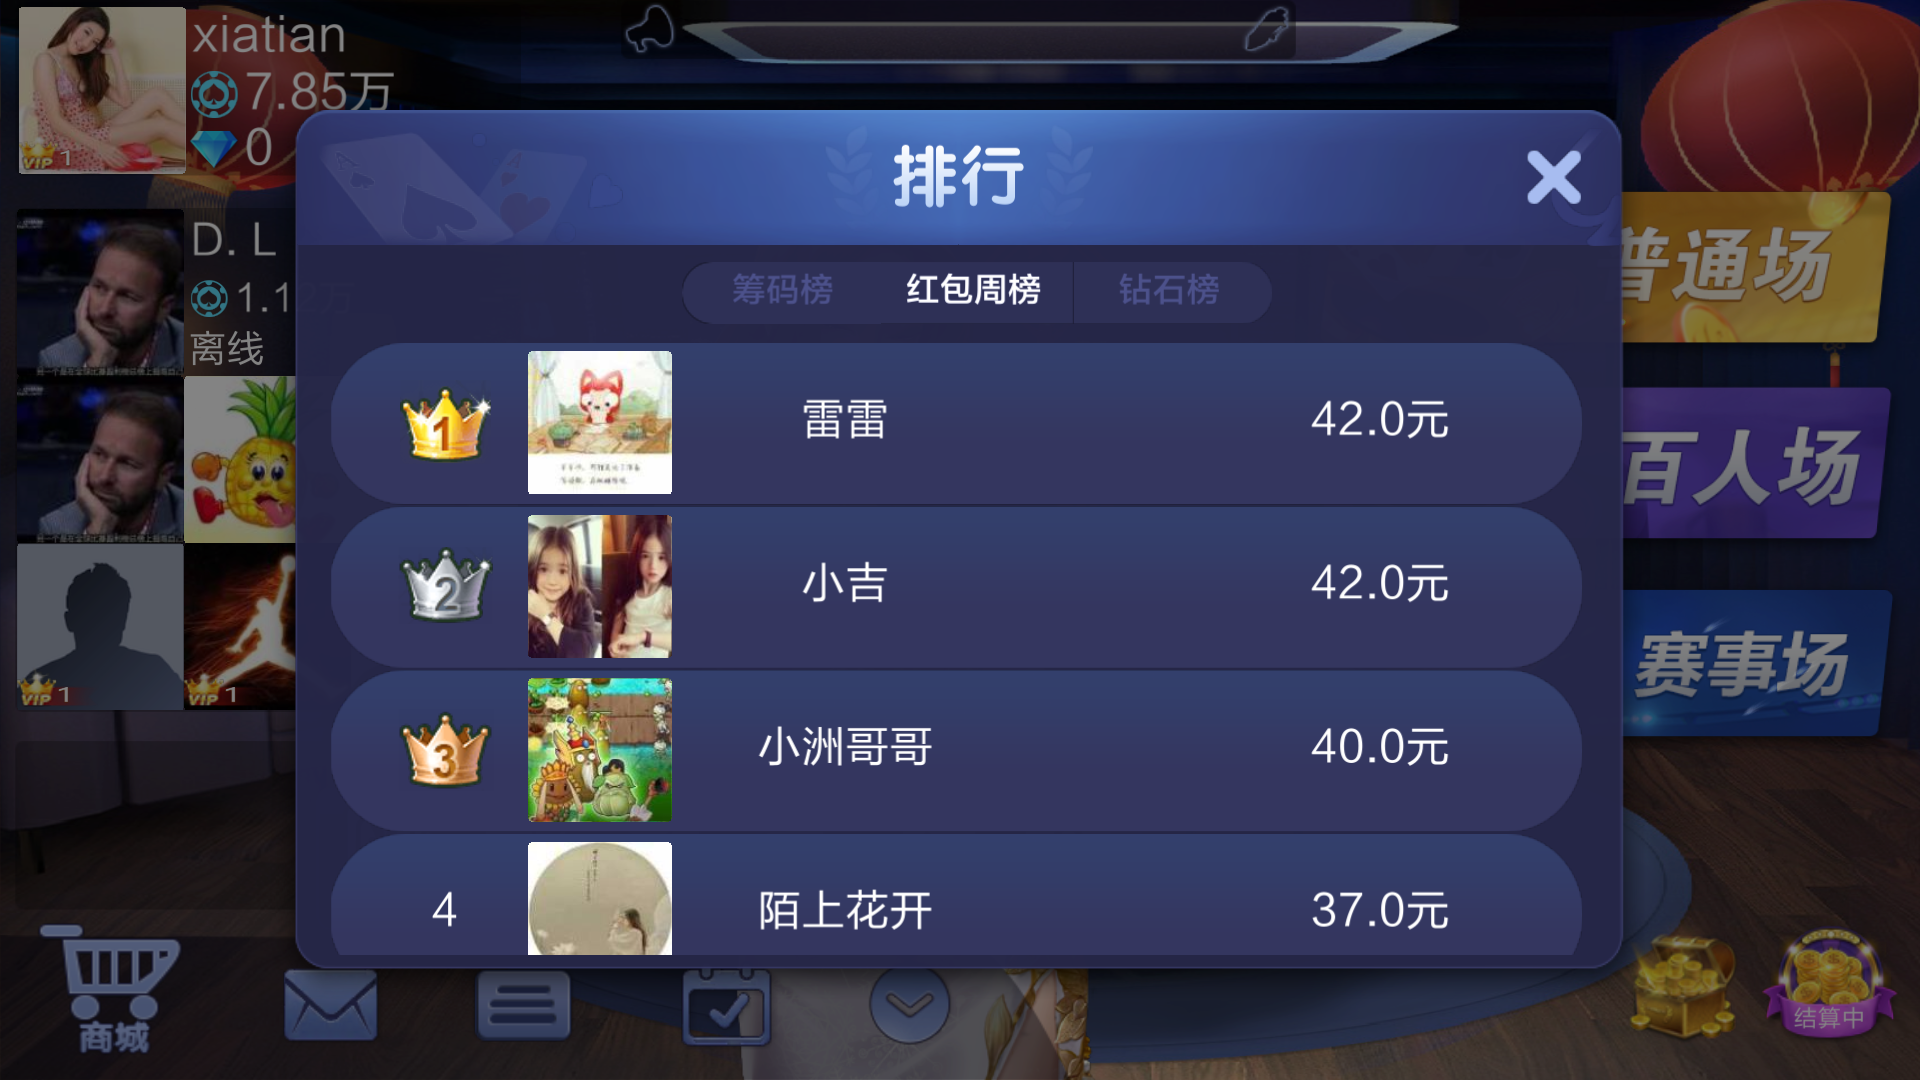 xiatian
7.85万
0
VIP 1
D. L
1.1
离线
VIP 1
VIP 1
排行
筹码榜
红包周榜
钻石榜
1
雷雷
42.0元
2
小吉
42.0元
3
小洲哥哥
40.0元
4
陌上花开
37.0元
普通场
百人场
赛事场
商城
结算中